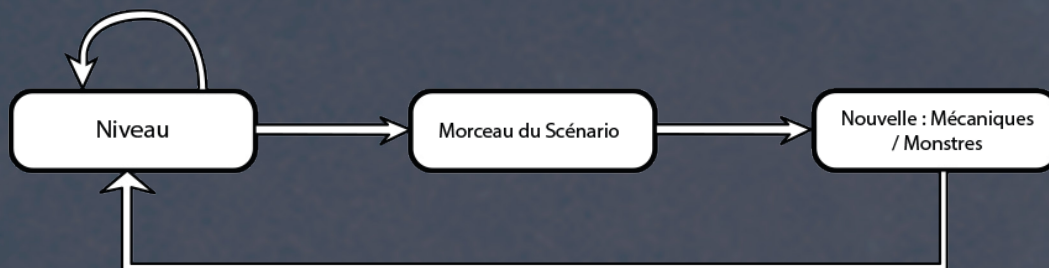 Niveau
Morceau du Scénario
Nouvelle : Mécaniques
/ Monstres